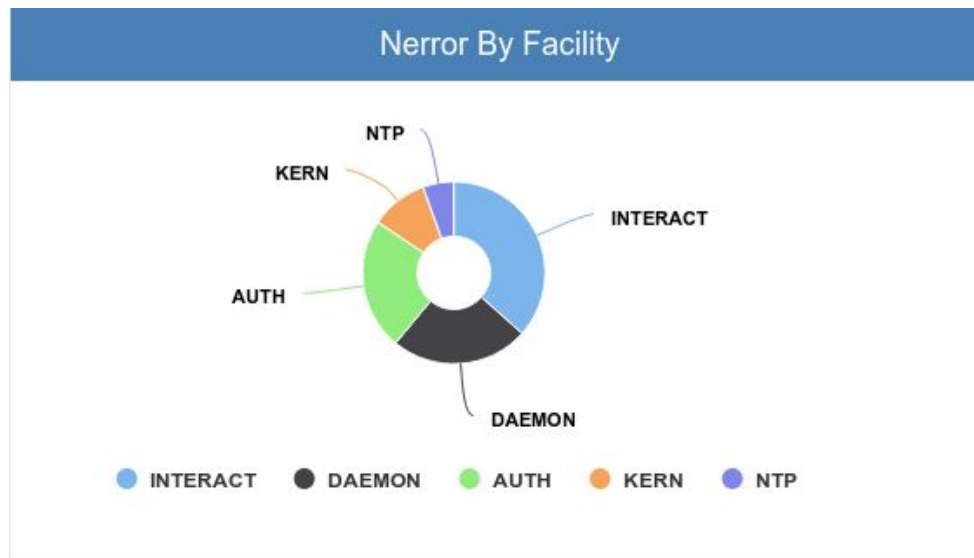 Nerror By Facility
NTP
KERN
INTERACT
AUTH
DAEMON
INTERACT DAEMON AUTH KERN NTP